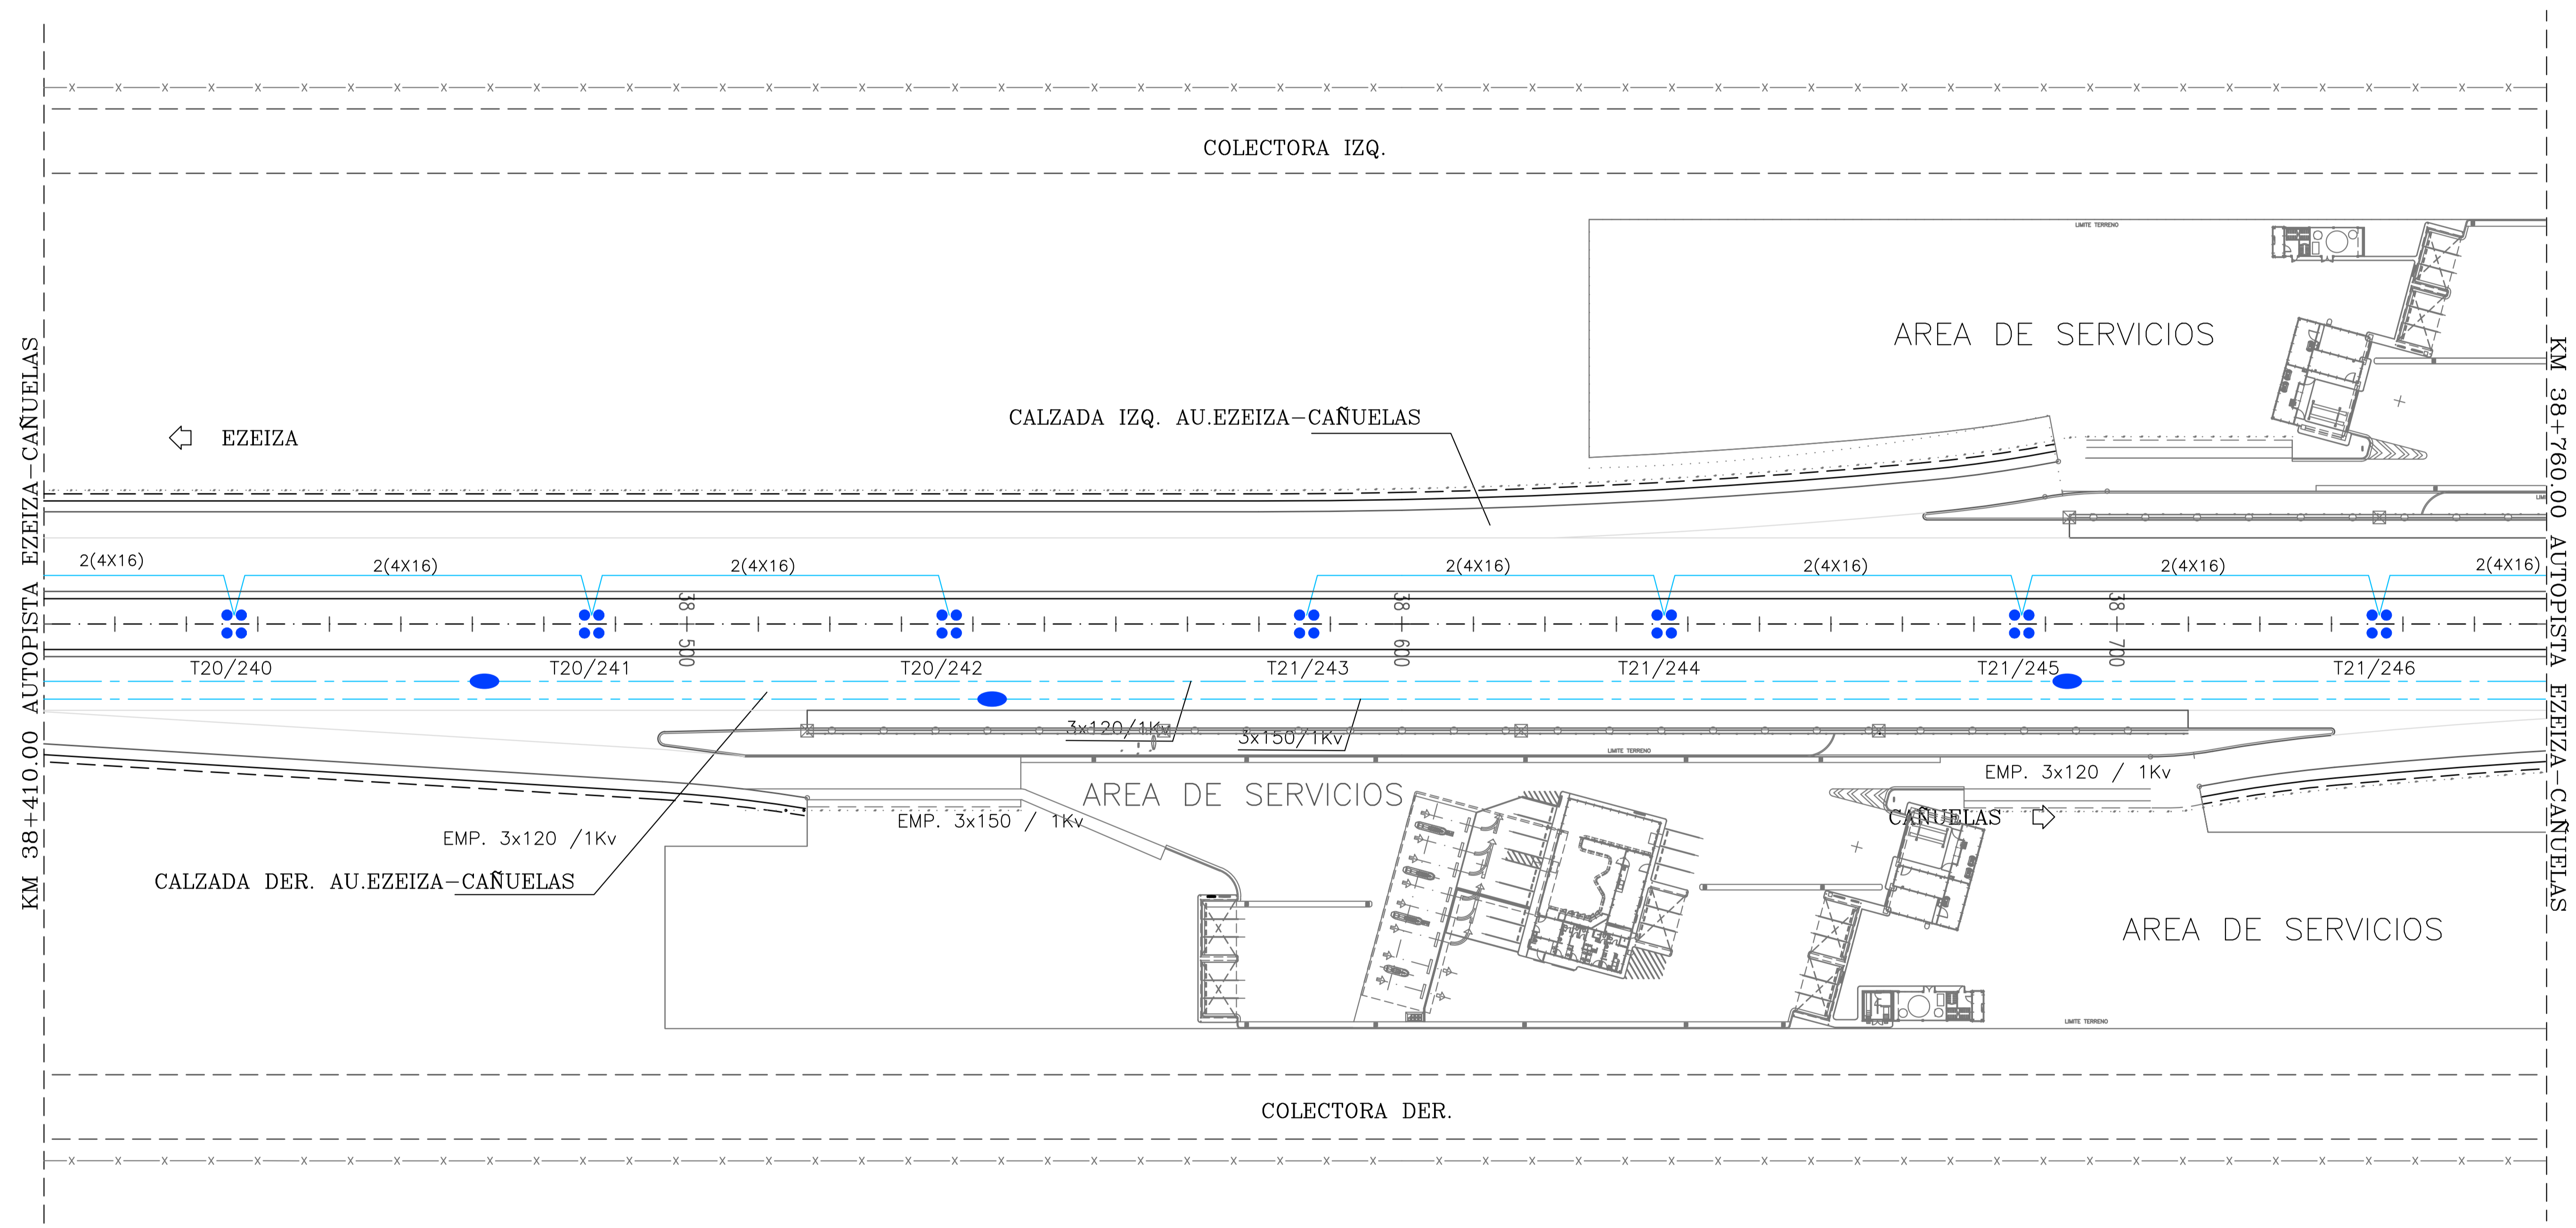 COLECTORA IZQ.
LIMITE TERRENO
AREA DE SERVICIOS
CALZADA IZQ. AU.EZEIZA-CAÑUELAS
EZEIZA
KM 38+410.00 AUTOPISTA EZEIZA-CAÑUELAS
KM 38+760.00 AUTOPISTA EZEIZA-CAÑUELAS
2(4X16)
2(4X16)
2(4X16)
2(4X16)
2(4X16)
2(4X16)
2(4X16)
38
500
38
600
38
700
T20/240
T20/241
T20/242
T21/243
T21/244
T21/245
T21/246
3x120/1Kv
3x150/1Kv
LIMITE TERRENO
EMP. 3x120 / 1Kv
AREA DE SERVICIOS
CAÑUELAS
EMP. 3x150 / 1Kv
EMP. 3x120 /1Kv
CALZADA DER. AU.EZEIZA-CAÑUELAS
AREA DE SERVICIOS
LIMITE TERRENO
COLECTORA DER.